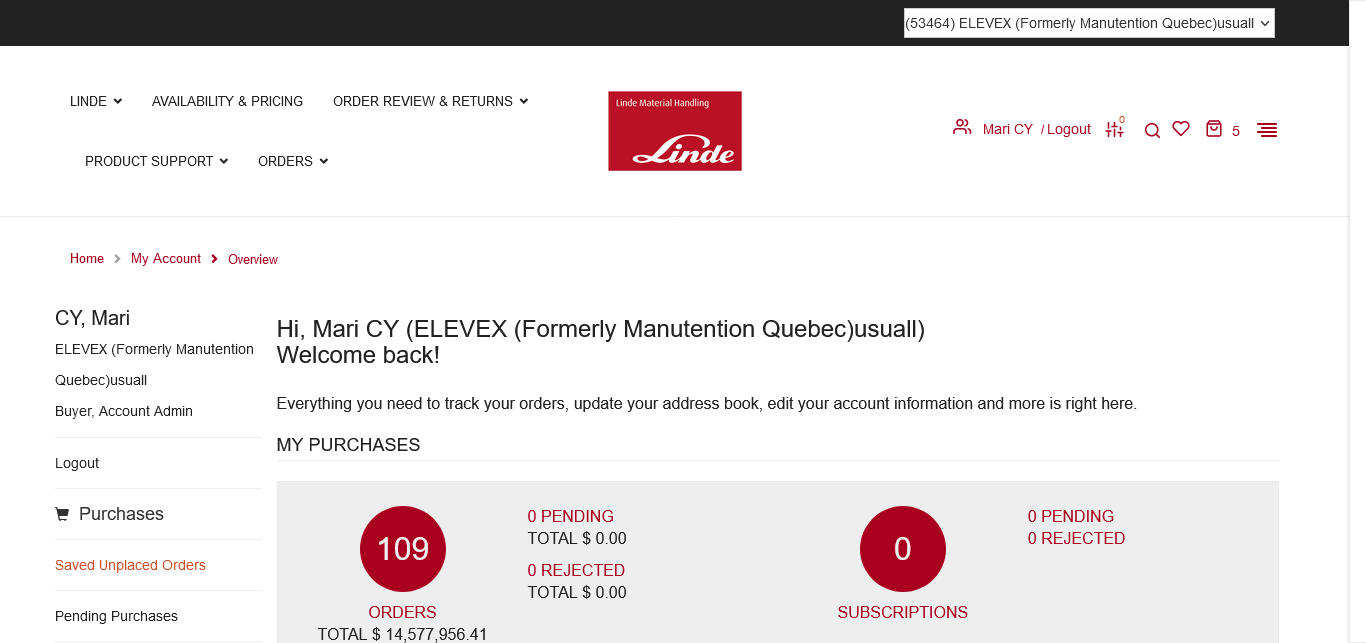 (53464) ELEVEX (Formerly Manutention Quebec)usuall
LINDE
AVAILABILITY & PRICING
ORDER REVIEW & RETURNS
PRODUCT SUPPORT
ORDERS
Linde Material Handling
Linde
Mari CY / Logout
0
5
Home
My Account
Overview
CY, Mari
ELEVEX (Formerly Manutention
Quebec)usuall
Buyer, Account Admin
Logout
Purchases
Saved Unplaced Orders
Pending Purchases
Hi, Mari CY (ELEVEX (Formerly Manutention Quebec)usuall)
Welcome back!
Everything you need to track your orders, update your address book, edit your account information and more is right here.
MY PURCHASES
109
ORDERS
TOTAL $ 14,577,956.41
0 PENDING
TOTAL $ 0.00
0 REJECTED
TOTAL $ 0.00
0
SUBSCRIPTIONS
0 PENDING
0 REJECTED